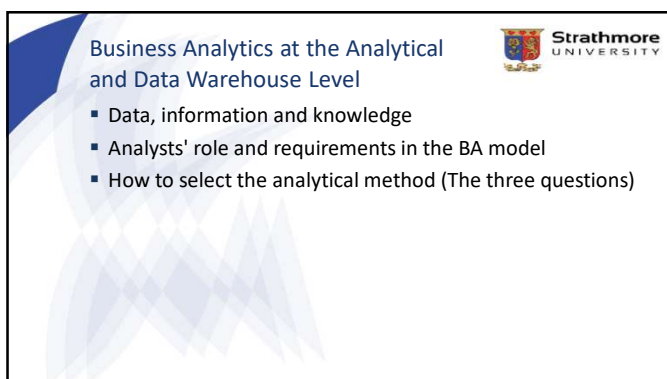 Business Analytics at the Analytical
and Data Warehouse Level
Strathmore
UNIVERSITY
▪ Data, information and knowledge
▪ Analysts' role and requirements in the BA model
▪ How to select the analytical method (The three questions)